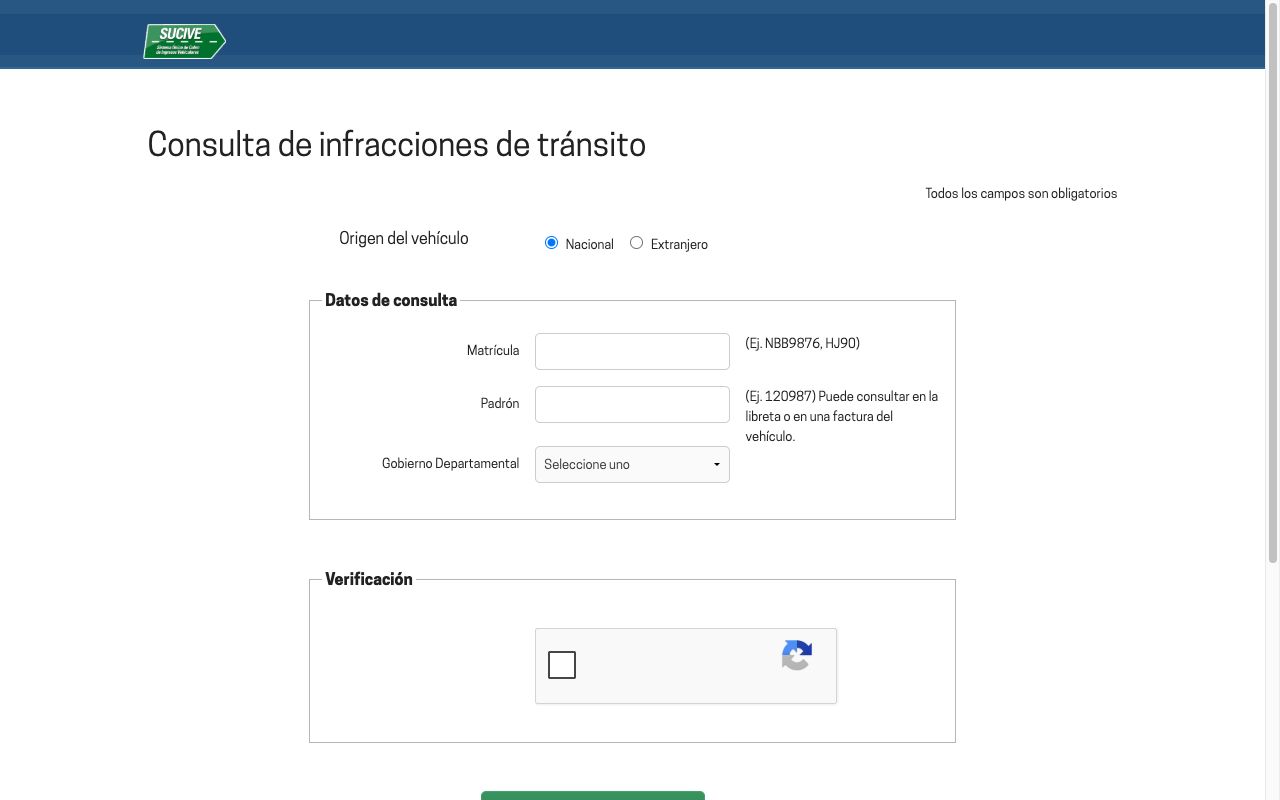 SUCIVE
Sistema Único de Cobro
de Ingresos Vehiculares
Consulta de infracciones de tránsito
Todos los campos son obligatorios
Origen del vehículo
Nacional Extranjero
Datos de consulta
Matrícula (Ej. NBB9876, HJ90)
Padrón (Ej. 120987) Puede consultar en la
libreta o en una factura del
vehículo.
Gobierno Departamental Seleccione uno
Verificación